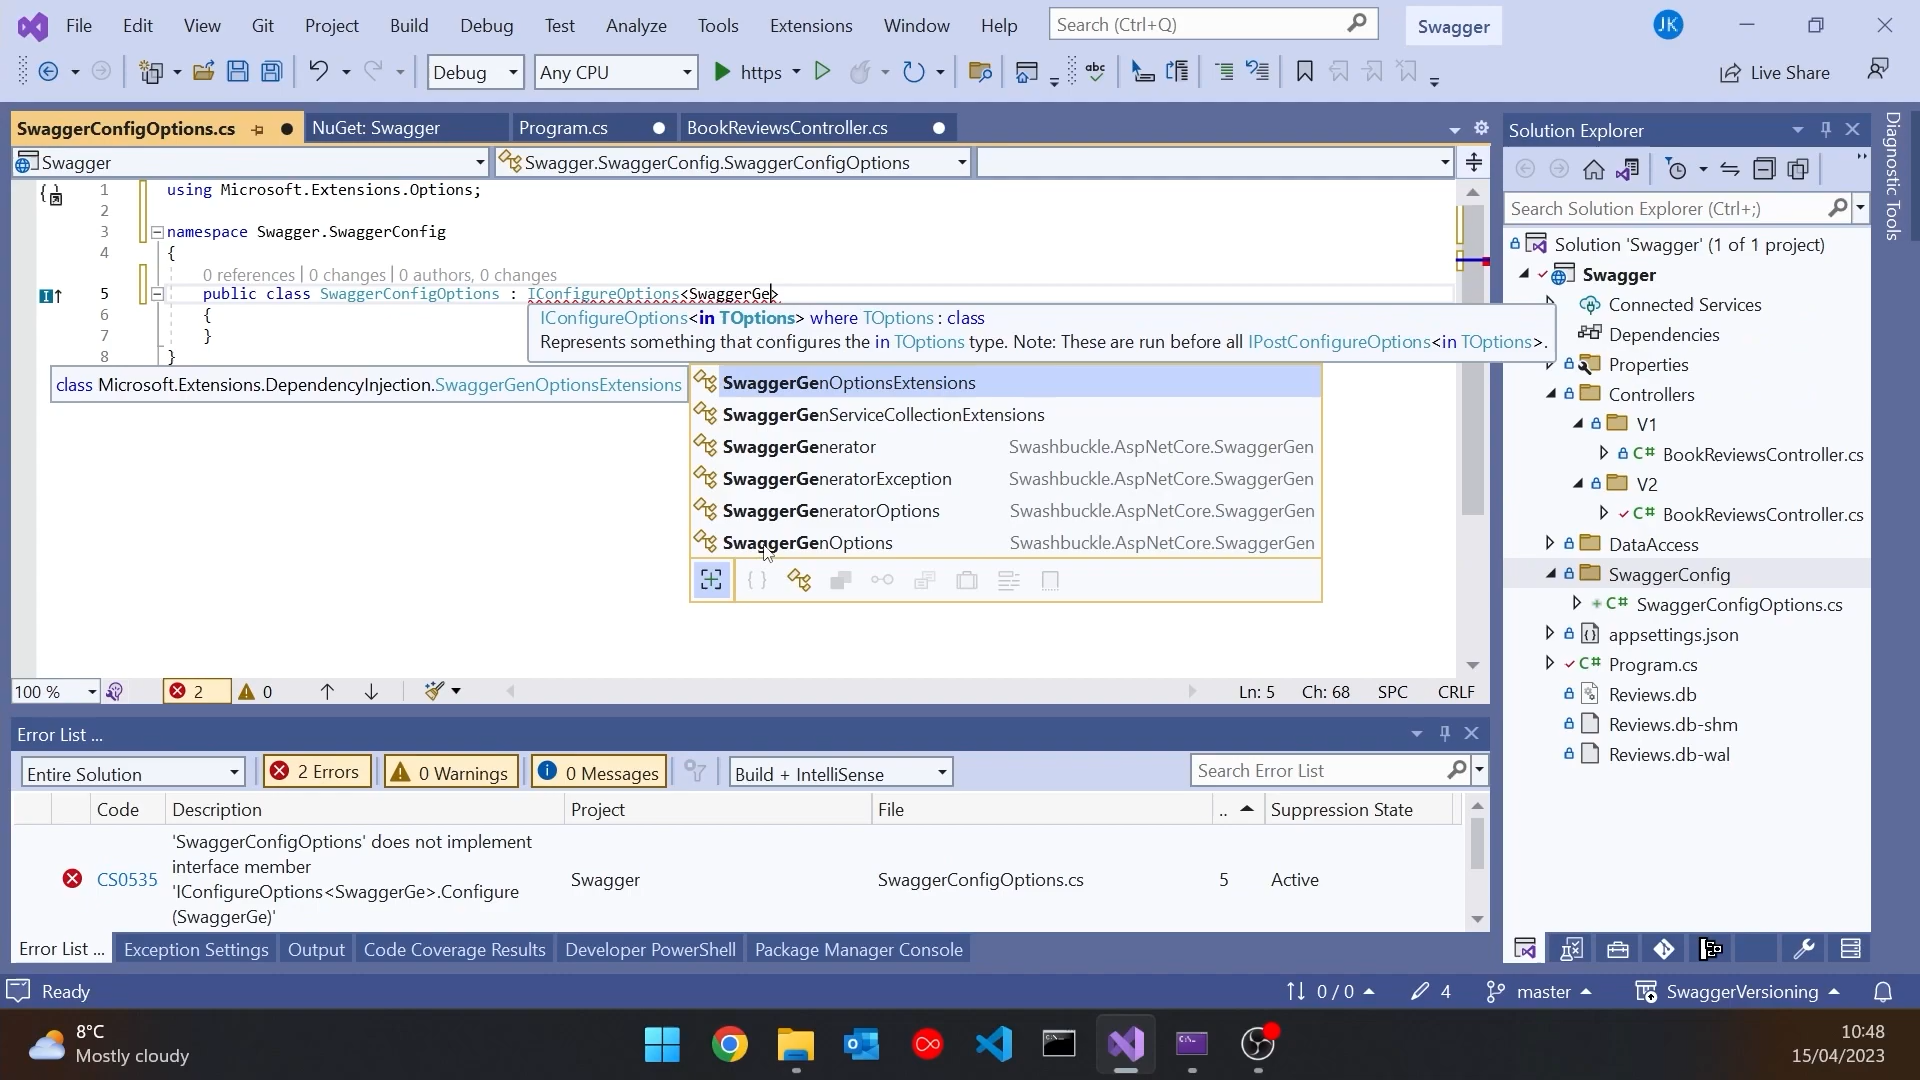 File Edit View Git Project Build Debug Test Analyze Tools Extensions Window Help Search (Ctrl+Q) Swagger JK
Debug Any CPU https abc Live Share
SwaggerConfigOptions.cs NuGet: Swagger Program.cs BookReviewsController.cs
Swagger Swagger.SwaggerConfig.SwaggerConfigOptions
1 using Microsoft.Extensions.Options;
2
3 namespace Swagger.SwaggerConfig
4 {
0 references | 0 changes | 0 authors, 0 changes
5 public class SwaggerConfigOptions : IConfigureOptions<SwaggerGe>
6 {
7 }
8 }
IConfigureOptions<in TOptions> where TOptions : class
Represents something that configures the in TOptions type. Note: These are run before all IPostConfigureOptions<in TOptions>.
class Microsoft.Extensions.DependencyInjection.SwaggerGenOptionsExtensions
SwaggerGenOptionsExtensions
SwaggerGenServiceCollectionExtensions
SwaggerGenerator Swashbuckle.AspNetCore.SwaggerGen
SwaggerGeneratorException Swashbuckle.AspNetCore.SwaggerGen
SwaggerGeneratorOptions Swashbuckle.AspNetCore.SwaggerGen
SwaggerGenOptions Swashbuckle.AspNetCore.SwaggerGen
100 % 2 0 Ln: 5 Ch: 68 SPC CRLF
Error List ...
Entire Solution 2 Errors 0 Warnings 0 Messages Build + IntelliSense Search Error List
Code Description Project File .. Suppression State
CS0535 'SwaggerConfigOptions' does not implement
interface member
'IConfigureOptions<SwaggerGe>.Configure
(SwaggerGe)'
Swagger SwaggerConfigOptions.cs 5 Active
Error List ... Exception Settings Output Code Coverage Results Developer PowerShell Package Manager Console
Solution Explorer
Search Solution Explorer (Ctrl+;)
Solution 'Swagger' (1 of 1 project)
Swagger
Connected Services
Dependencies
Properties
Controllers
V1
C# BookReviewsController.cs
V2
C# BookReviewsController.cs
DataAccess
SwaggerConfig
C# SwaggerConfigOptions.cs
appsettings.json
C# Program.cs
Reviews.db
Reviews.db-shm
Reviews.db-wal
Diagnostic Tools
Ready 0 / 0 4 master SwaggerVersioning
8°C
Mostly cloudy
10:48
15/04/2023